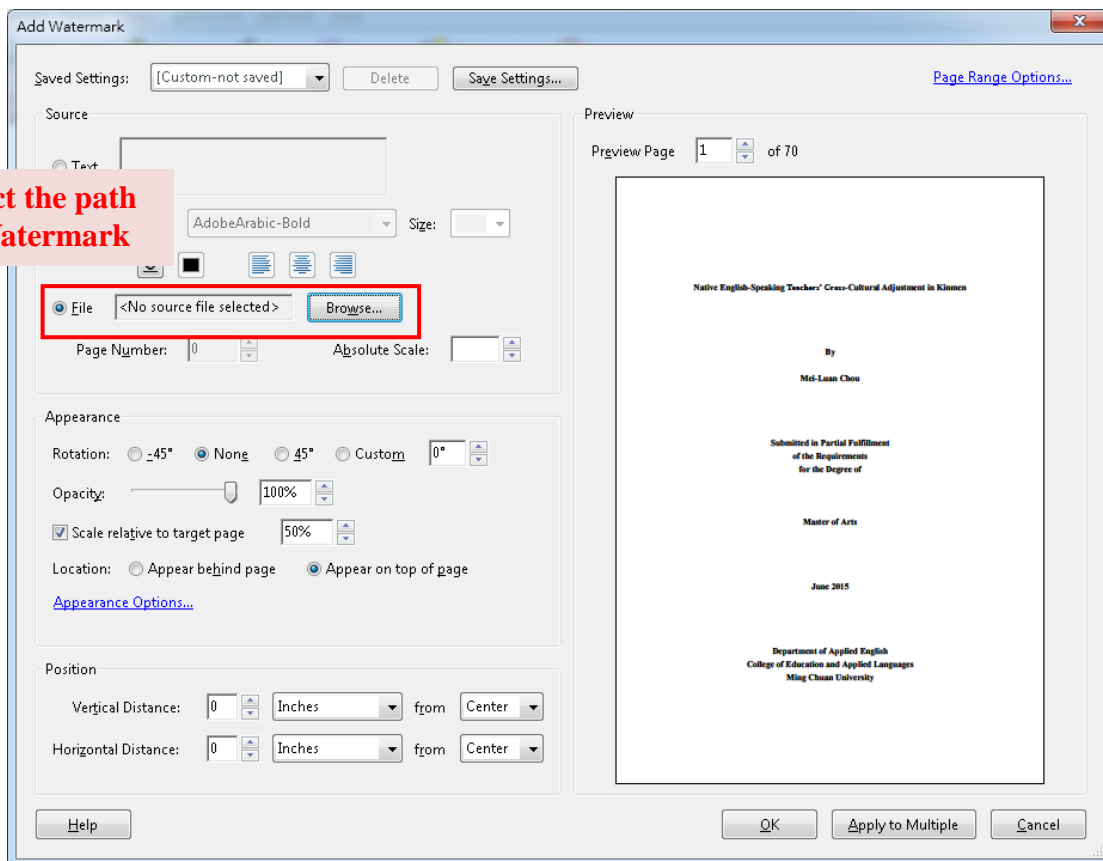 Add Watermark
x
Saved Settings: [Custom-not saved] Delete Save Settings... Page Range Options...
Source
Text
ct the path
Watermark
AdobeArabic-Bold Size:
File <No source file selected> Browse...
Page Number: 0 Absolute Scale:
Appearance
Rotation: -45° None 45° Custom 0°
Opacity: 100%
Scale relative to target page 50%
Location: Appear behind page Appear on top of page
Appearance Options...
Position
Vertical Distance: 0 Inches from Center
Horizontal Distance: 0 Inches from Center
Help
Preview
Preview Page 1 of 70
Native English-Speaking Teachers' Cross-Cultural Adjustment in Kinmen
By
Mei-Luan Chou
Submitted in Partial Fulfillment
of the Requirements
for the Degree of
Master of Arts
June 2015
Department of Applied English
College of Education and Applied Languages
Ming Chuan University
OK Apply to Multiple Cancel